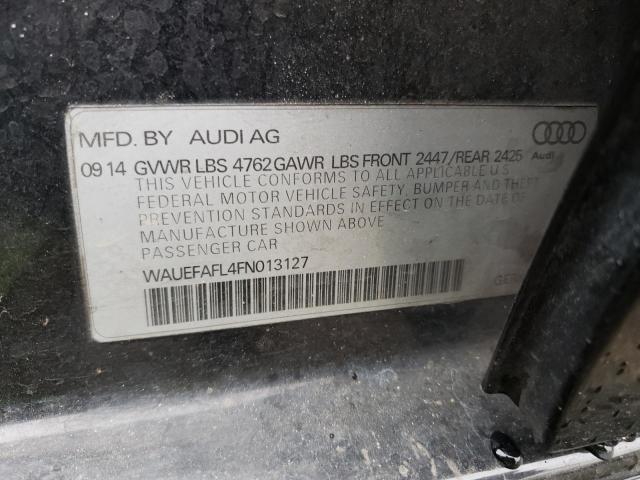 MFD. BY AUDI AG
09 14 GVWR LBS 4762 GAWR LBS FRONT 2447/REAR 2425
Audi
THIS VEHICLE CONFORMS TO ALL APPLICABLE U.S
FEDERAL MOTOR VEHICLE SAFETY, BUMPER AND THEFT
PREVENTION STANDARDS IN EFFECT ON THE DATE OF
MANUFACTURE SHOWN ABOVE
PASSENGER CAR
WAUEFAFL4FN013127